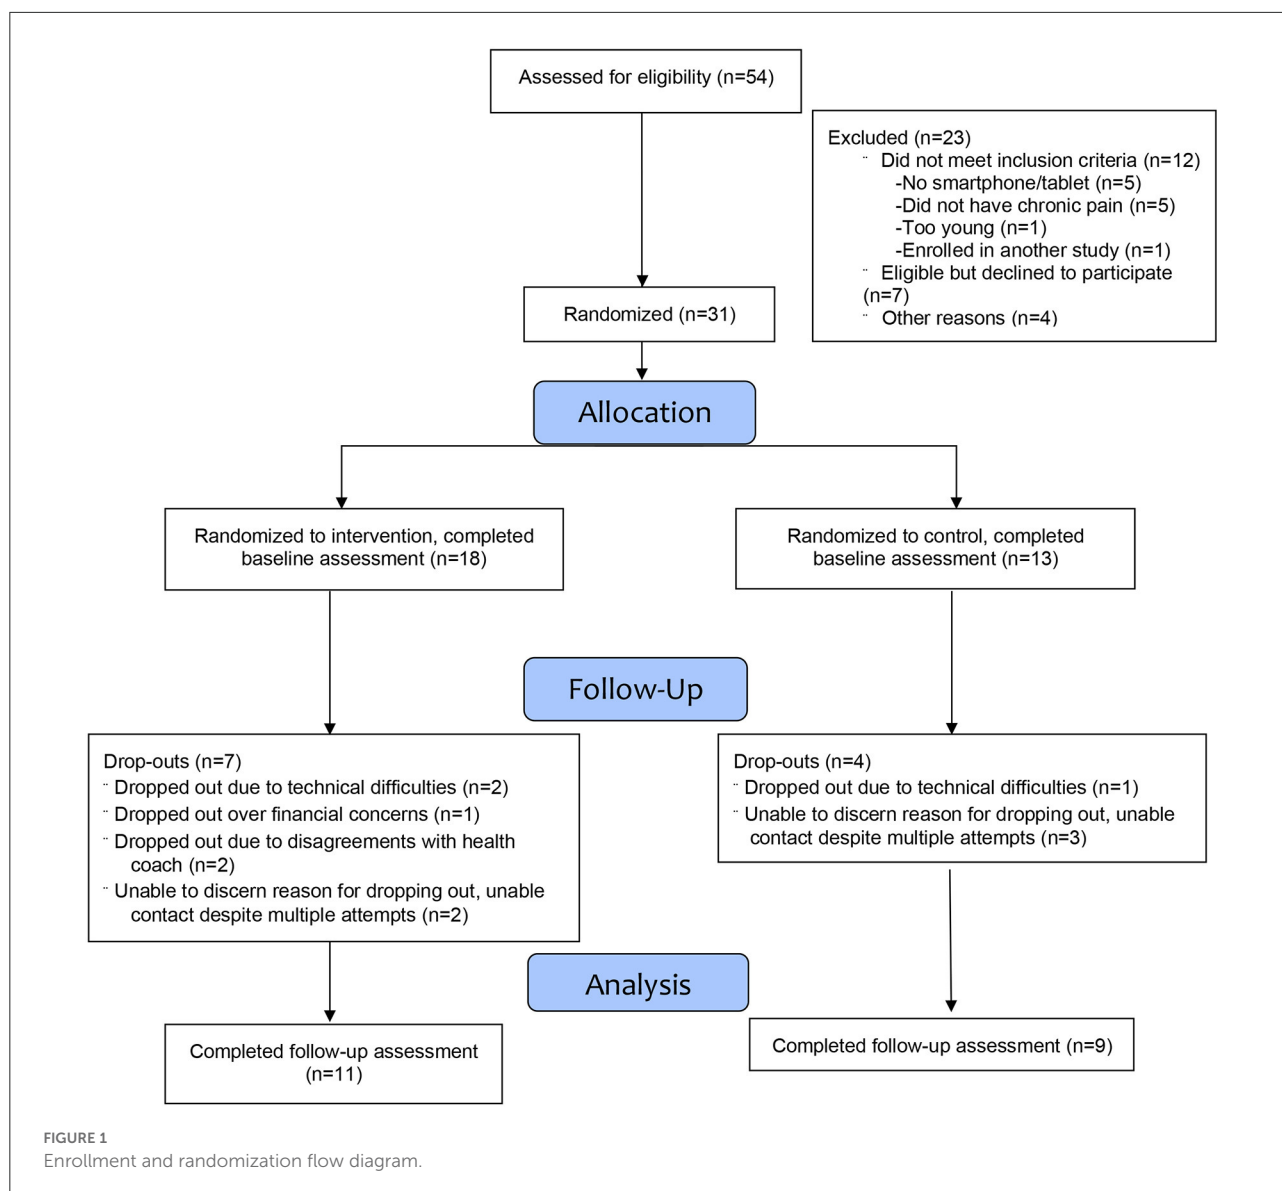 Assessed for eligibility (n=54)
Excluded (n=23)
¨ Did not meet inclusion criteria (n=12)
-No smartphone/tablet (n=5)
-Did not have chronic pain (n=5)
-Too young (n=1)
-Enrolled in another study (n=1)
¨ Eligible but declined to participate
(n=7)
¨ Other reasons (n=4)
Randomized (n=31)
Allocation
Randomized to intervention, completed
baseline assessment (n=18)
Randomized to control, completed
baseline assessment (n=13)
Follow-Up
Drop-outs (n=7)
¨ Dropped out due to technical difficulties (n=2)
¨ Dropped out over financial concerns (n=1)
¨ Dropped out due to disagreements with health
coach (n=2)
¨ Unable to discern reason for dropping out, unable
contact despite multiple attempts (n=2)
Drop-outs (n=4)
¨ Dropped out due to technical difficulties (n=1)
¨ Unable to discern reason for dropping out, unable
contact despite multiple attempts (n=3)
Analysis
Completed follow-up assessment
(n=11)
Completed follow-up assessment (n=9)
FIGURE 1
Enrollment and randomization flow diagram.